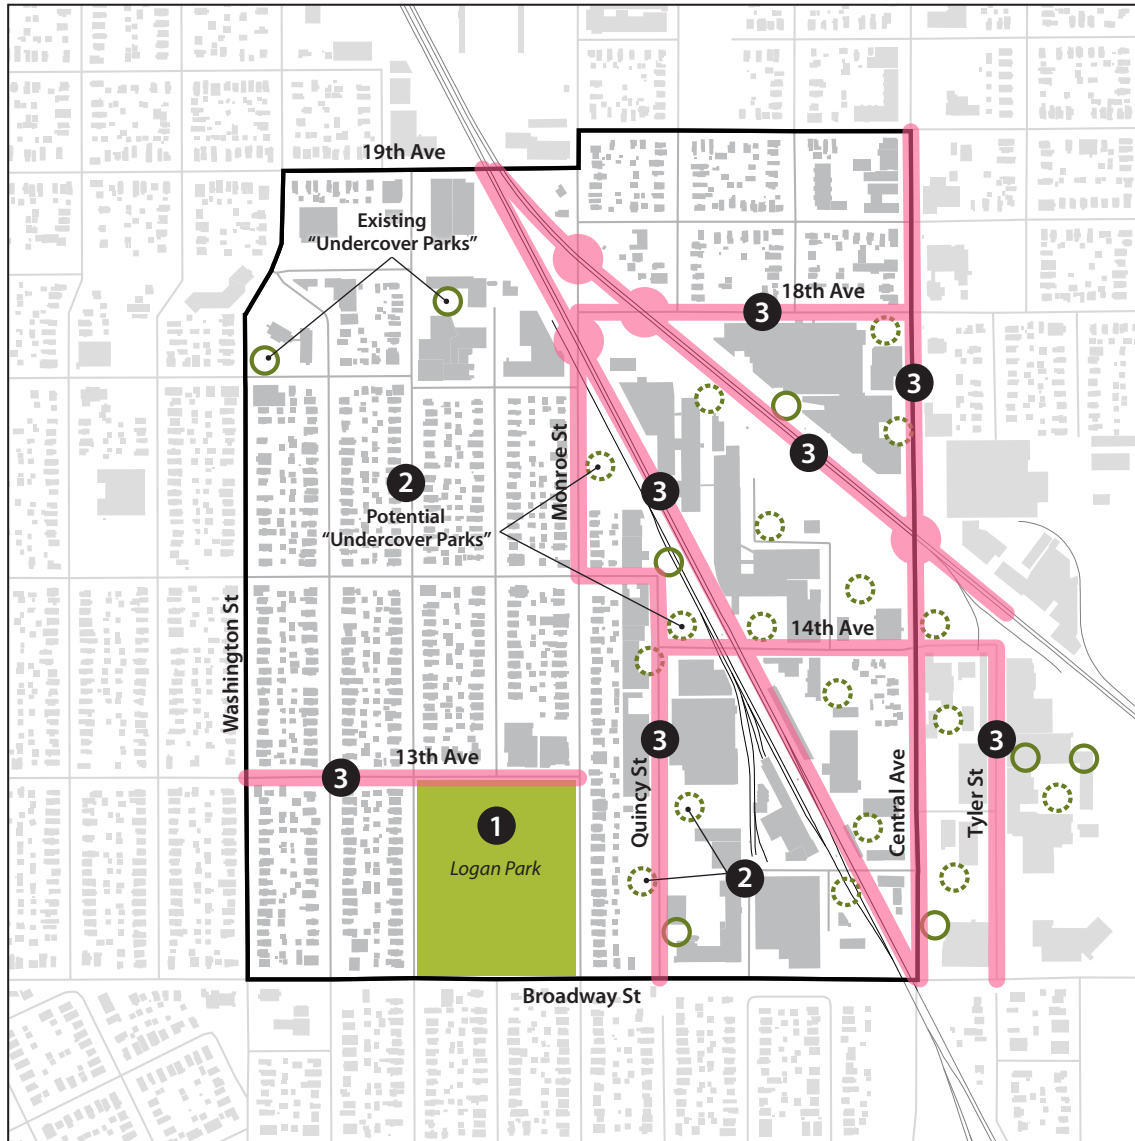 19th Ave
Existing
“Undercover Parks”
18th Ave
3
3
Monroe St
3
2
3
Potential
“Undercover Parks”
Washington St
14th Ave
3
3
13th Ave
3
Quincy St
Central Ave
Tyler St
1
Logan Park
2
Broadway St